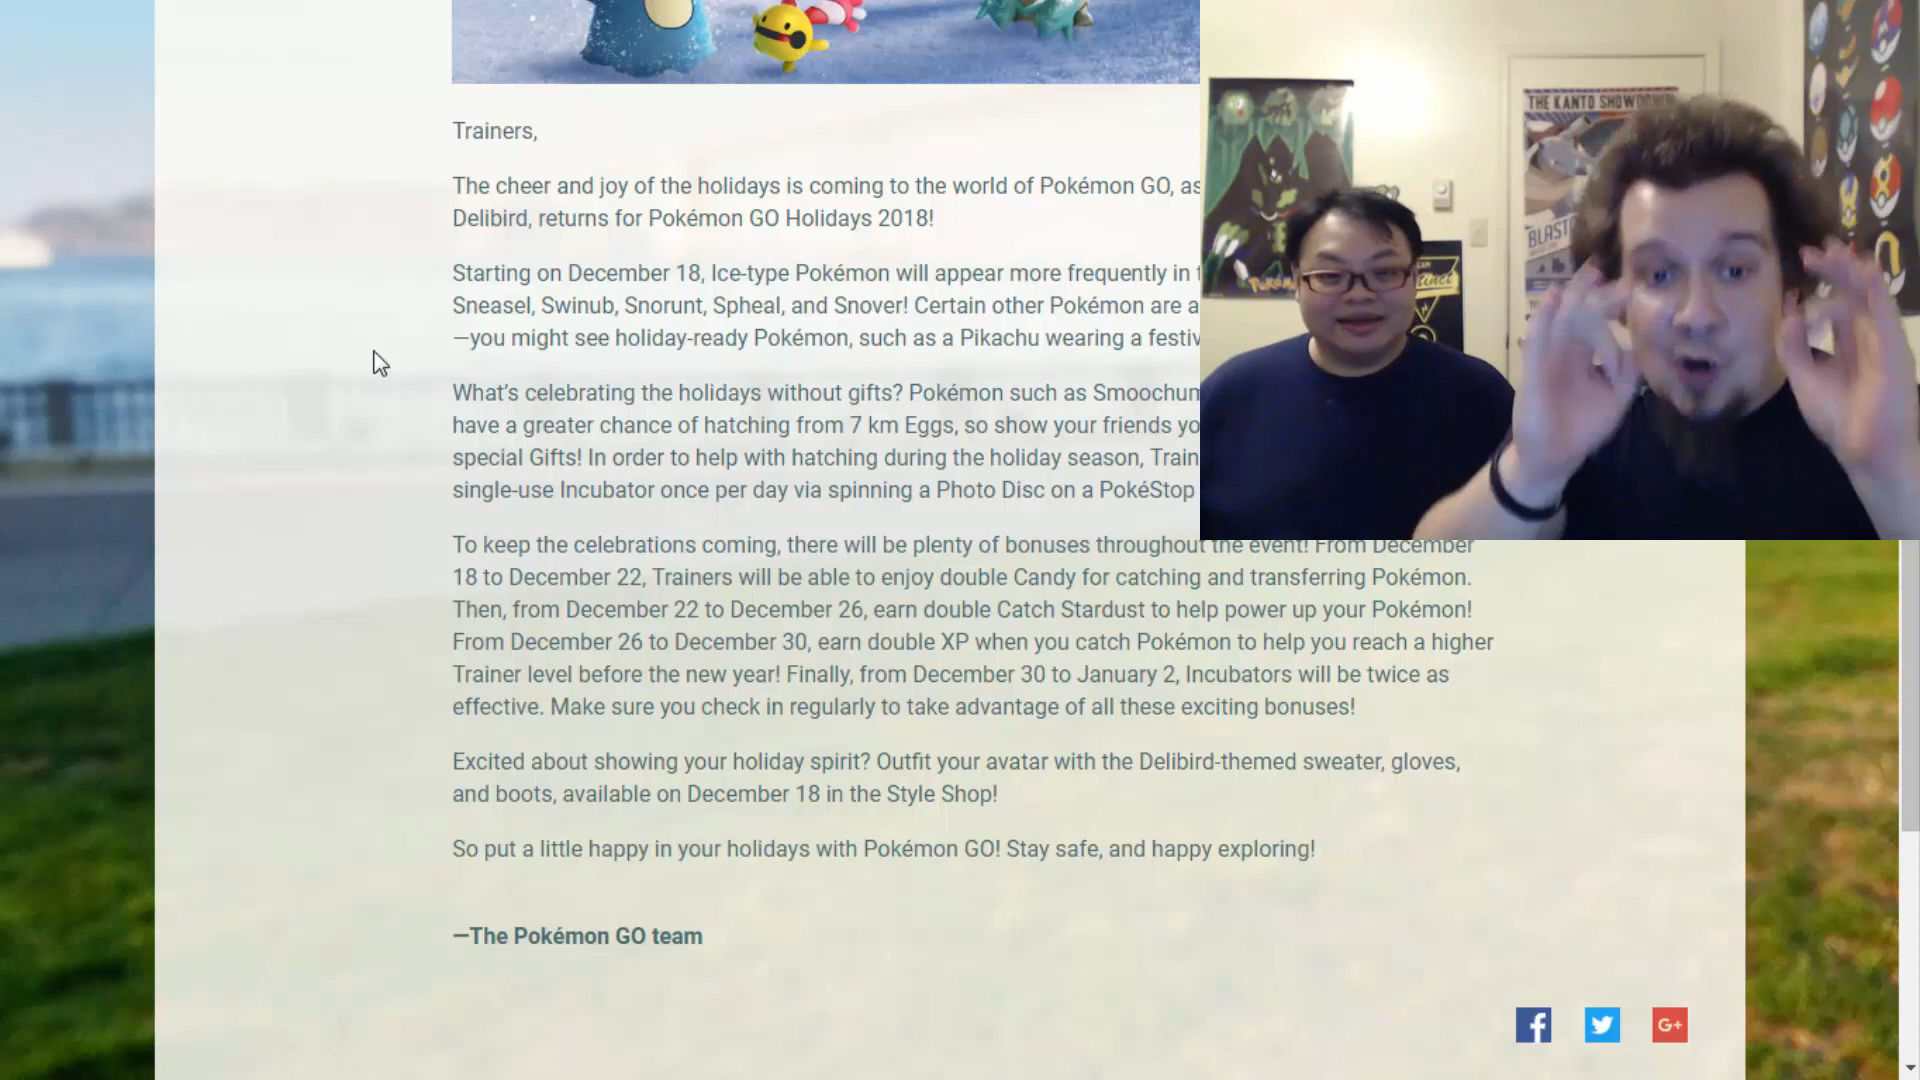 Trainers,
The cheer and joy of the holidays is coming to the world of Pokémon GO, as
Delibird, returns for Pokémon GO Holidays 2018!
Starting on December 18, Ice-type Pokémon will appear more frequently in
Sneasel, Swinub, Snorunt, Spheal, and Snover! Certain other Pokémon are
—you might see holiday-ready Pokémon, such as a Pikachu wearing a
What's celebrating the holidays without gifts? Pokémon such as
have a greater chance of hatching from 7 km Eggs, so show your friends
special Gifts! In order to help with hatching during the holiday season,
single-use Incubator once per day via spinning a Photo Disc on a PokéStop
To keep the celebrations coming, there will be plenty of bonuses throughout the event! From December
18 to December 22, Trainers will be able to enjoy double Candy for catching and transferring Pokémon.
Then, from December 22 to December 26, earn double Catch Stardust to help power up your Pokémon!
From December 26 to December 30, earn double XP when you catch Pokémon to help you reach a higher
Trainer level before the new year! Finally, from December 30 to January 2, Incubators will be twice as
effective. Make sure you check in regularly to take advantage of all these exciting bonuses!
Excited about showing your holiday spirit? Outfit your avatar with the Delibird-themed sweater, gloves,
and boots, available on December 18 in the Style Shop!
So put a little happy in your holidays with Pokémon GO! Stay safe, and happy exploring!
—The Pokémon GO team
G+
THE KANTO SHOWDOWN
BLAST